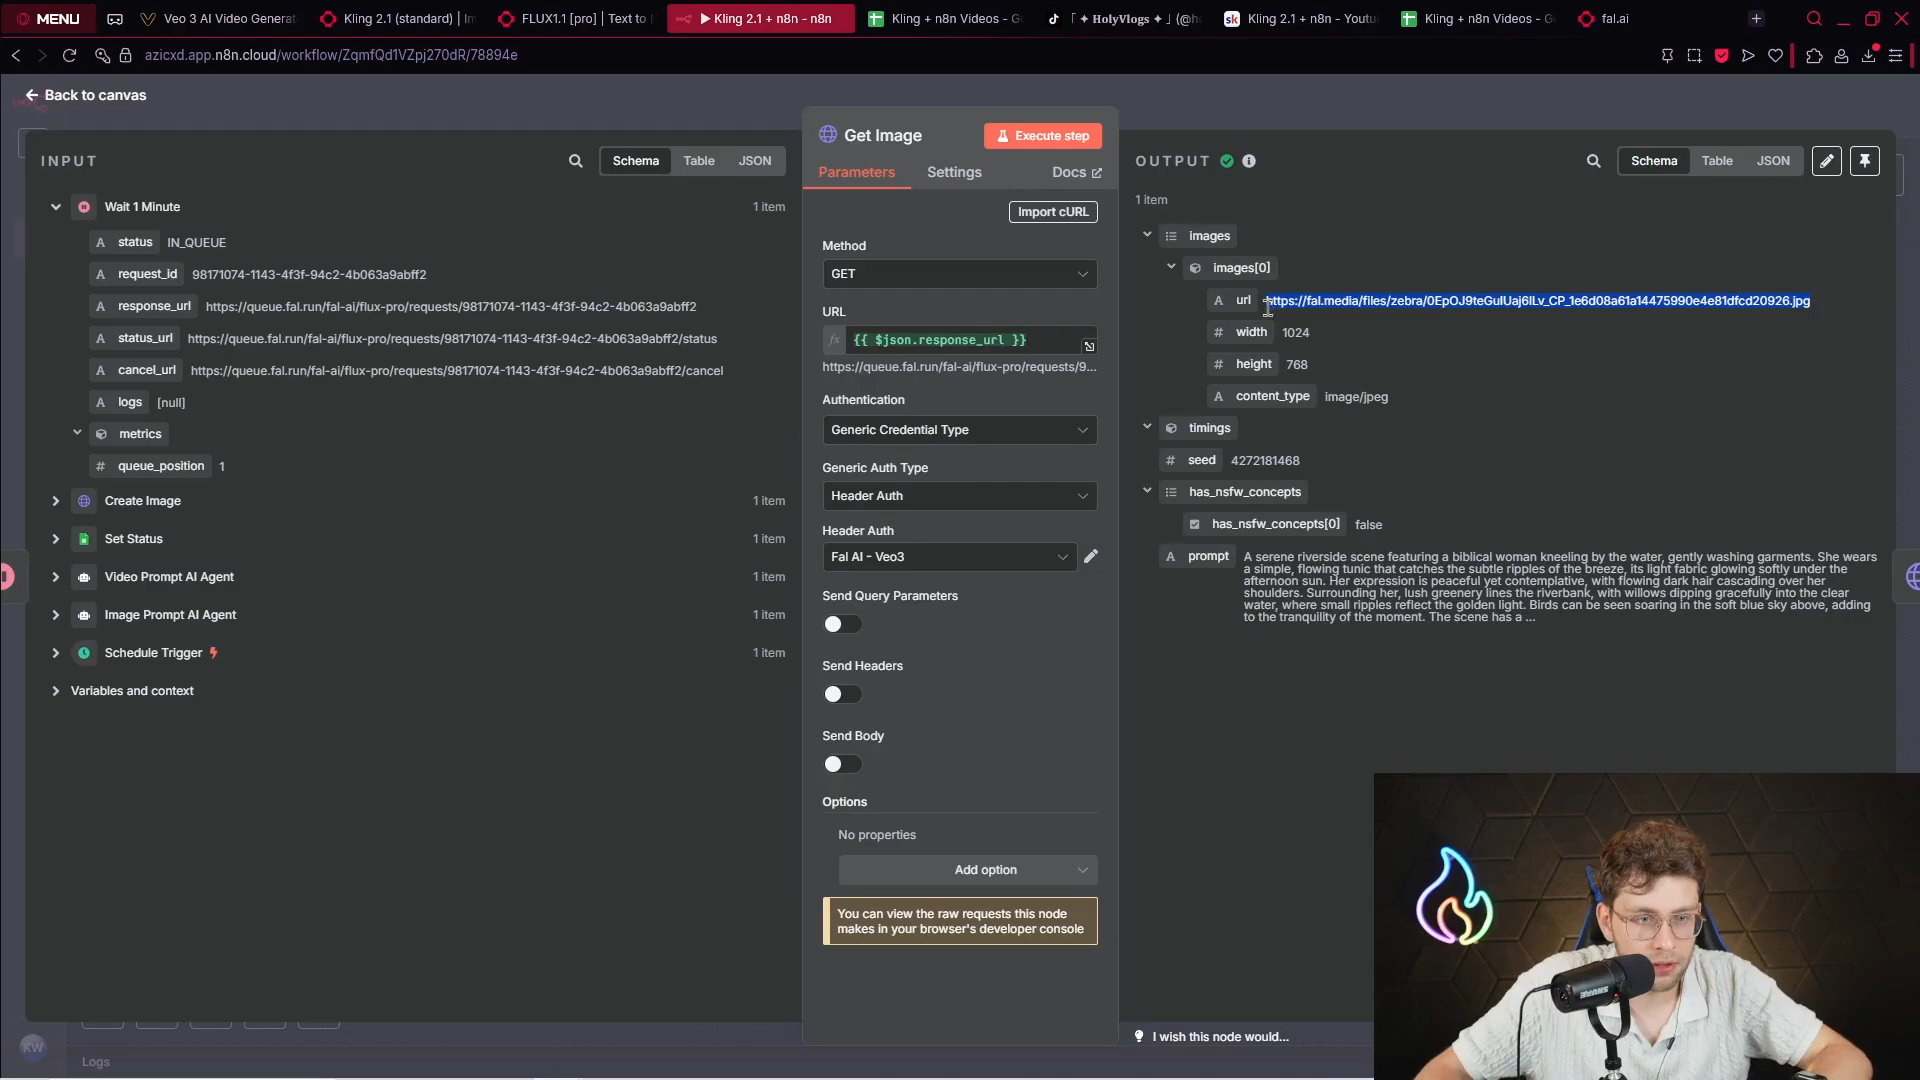 MENU
Veo 3 AI Video Generat
Kling 2.1 (standard) | Im
FLUX1.1 [pro] | Text to I
▶ Kling 2.1 + n8n - n8n
Kling + n8n Videos - Go
「 ✦ HolyVlogs ✦ 」(@h
sk Kling 2.1 + n8n - Youtu
Kling + n8n Videos - G
fal.ai
azicxd.app.n8n.cloud/workflow/ZqmfQd1VZpj270dR/78894e
Back to canvas
INPUT
Schema Table JSON
Wait 1 Minute 1 item
A status IN_QUEUE
A request_id 98171074-1143-4f3f-94c2-4b063a9abff2
A response_url https://queue.fal.run/fal-ai/flux-pro/requests/98171074-1143-4f3f-94c2-4b063a9abff2
A status_url https://queue.fal.run/fal-ai/flux-pro/requests/98171074-1143-4f3f-94c2-4b063a9abff2/status
A cancel_url https://queue.fal.run/fal-ai/flux-pro/requests/98171074-1143-4f3f-94c2-4b063a9abff2/cancel
A logs [null]
metrics
# queue_position 1
Create Image 1 item
Set Status 1 item
Video Prompt AI Agent 1 item
Image Prompt AI Agent 1 item
Schedule Trigger 1 item
Variables and context
KW
Logs
Get Image Execute step
Parameters Settings Docs
Import cURL
Method
GET
URL
fx {{ $json.response_url }}
https://queue.fal.run/fal-ai/flux-pro/requests/9...
Authentication
Generic Credential Type
Generic Auth Type
Header Auth
Header Auth
Fal AI - Veo3
Send Query Parameters
Send Headers
Send Body
Options
No properties
Add option
You can view the raw requests this node
makes in your browser's developer console
OUTPUT
Schema Table JSON
1 item
images
images[0]
A url https://fal.media/files/zebra/0EpOJ9teGuIUaj6lLv_CP_1e6d08a61a14475990e4e81dfcd20926.jpg
# width 1024
# height 768
A content_type image/jpeg
timings
# seed 4272181468
has_nsfw_concepts
has_nsfw_concepts[0] false
A prompt A serene riverside scene featuring a biblical woman kneeling by the water, gently washing garments. She wears
a simple, flowing tunic that catches the subtle ripples of the breeze, its light fabric glowing softly under the
afternoon sun. Her expression is peaceful yet contemplative, with flowing dark hair cascading over her
shoulders. Surrounding her, lush greenery lines the riverbank, with willows dipping gracefully into the clear
water, where small ripples reflect the golden light. Birds can be seen soaring in the soft blue sky above, adding
to the tranquility of the moment. The scene has a ...
I wish this node would...
SHURE